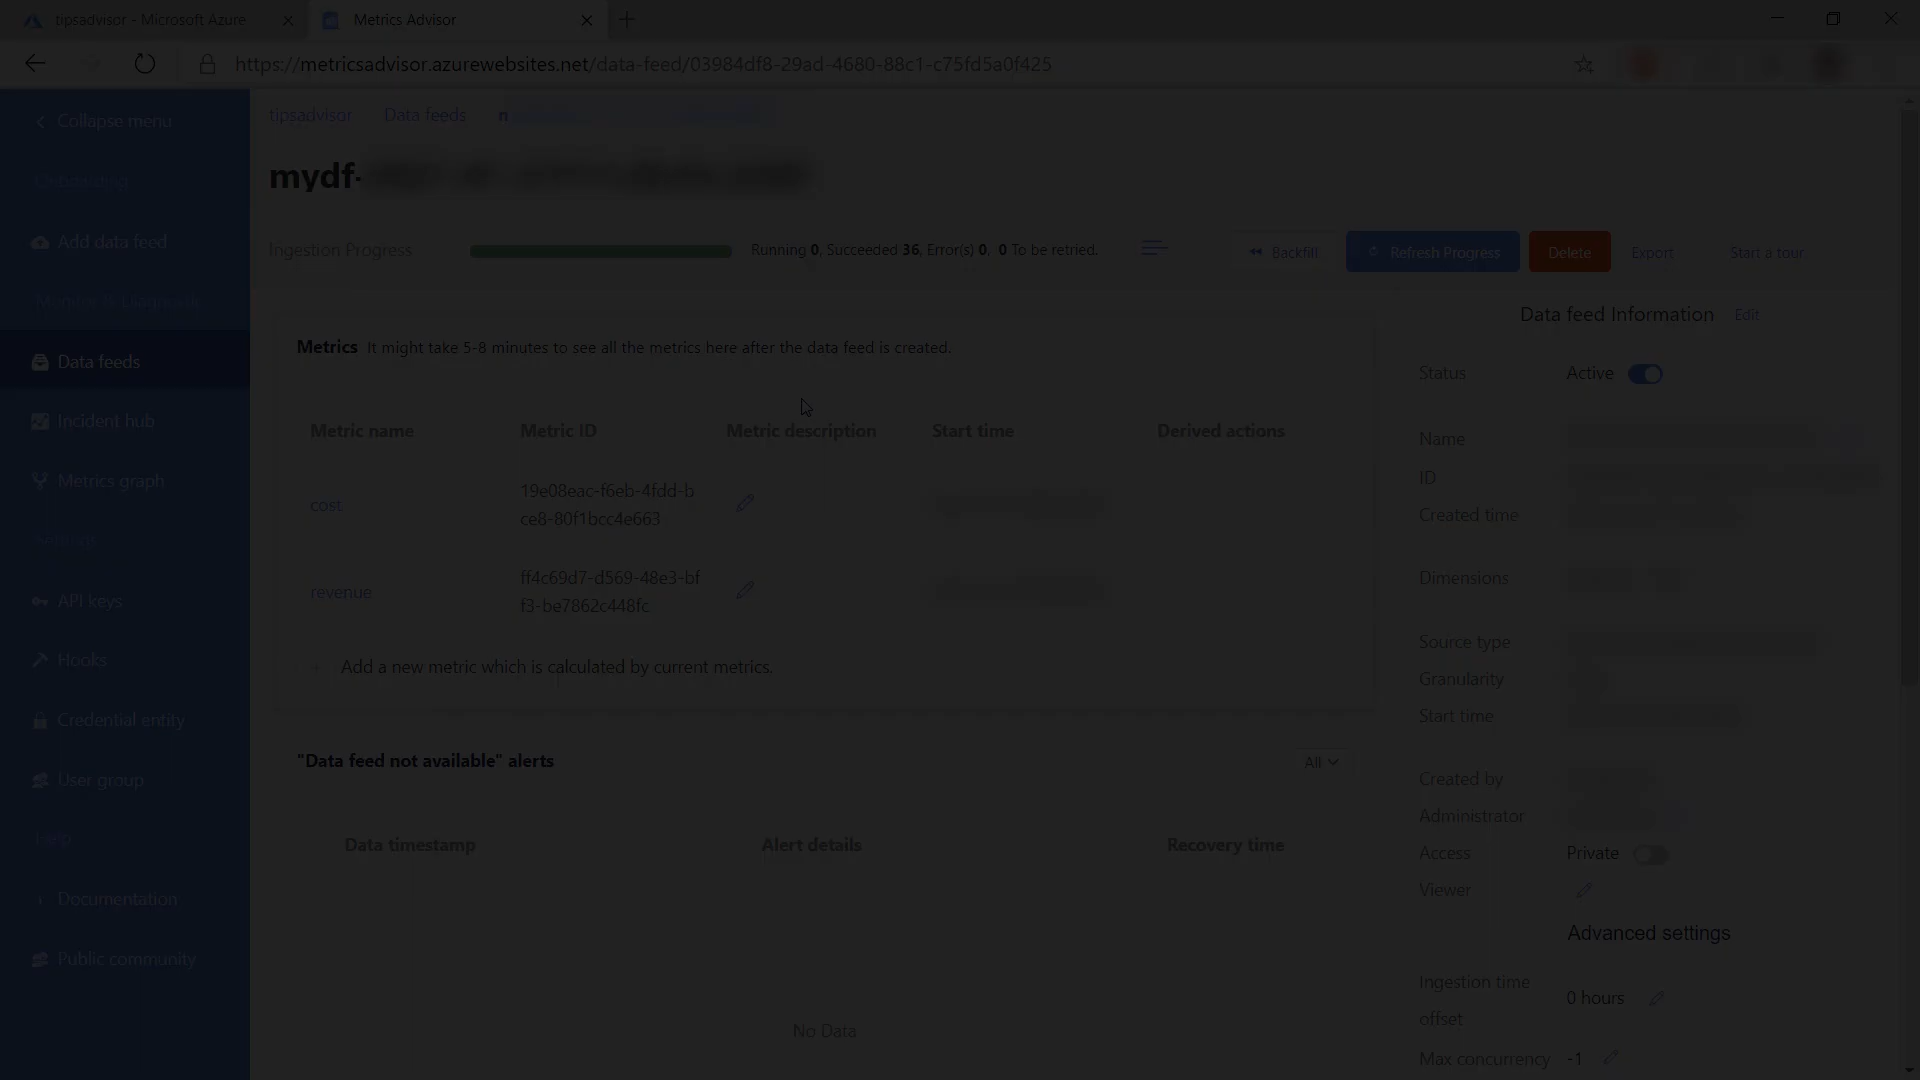 tipsadvisor - Microsoft Azure
Metrics Advisor
https://metricsadvisor.azurewebsites.net/data-feed/03984df8-29ad-4680-88c1-c75fd5a0f425
Collapse menu
Onboarding
Add data feed
Monitor & Diagnostic
Data feeds
Incident hub
Metrics graph
Settings
API keys
Hooks
Credential entity
User group
Help
Documentation
Public community
tipsadvisor Data feeds
mydf-
Ingestion Progress Running 0, Succeeded 36, Error(s) 0, 0 To be retried. Backfill Refresh Progress Delete Export Start a tour
Metrics It might take 5-8 minutes to see all the metrics here after the data feed is created.
Metric name Metric ID Metric description Start time Derived actions
cost 19e08eac-f6eb-4fdd-b
ce8-80f1bcc4e663
revenue ff4c69d7-d569-48e3-bf
f3-be7862c448fc
+ Add a new metric which is calculated by current metrics.
"Data feed not available" alerts All
Data timestamp Alert details Recovery time
No Data
Data feed Information Edit
Status Active
Name
ID
Created time
Dimensions
Source type
Granularity
Start time
Created by
Administrator
Access Private
Viewer
Advanced settings
Ingestion time
offset 0 hours
Max concurrency -1